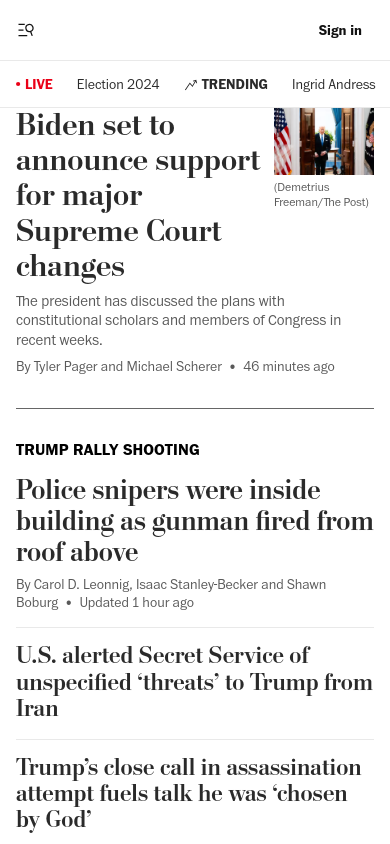 Sign in
LIVE
Election 2024
TRENDING
Ingrid Andress
Biden set to
announce support
for major
Supreme Court
changes
(Demetrius
Freeman/The Post)
The president has discussed the plans with
constitutional scholars and members of Congress in
recent weeks.
By Tyler Pager and Michael Scherer • 46 minutes ago
TRUMP RALLY SHOOTING
Police snipers were inside
building as gunman fired from
roof above
By Carol D. Leonnig, Isaac Stanley-Becker and Shawn
Boburg • Updated 1 hour ago
U.S. alerted Secret Service of
unspecified ‘threats’ to Trump from
Iran
Trump’s close call in assassination
attempt fuels talk he was ‘chosen
by God’